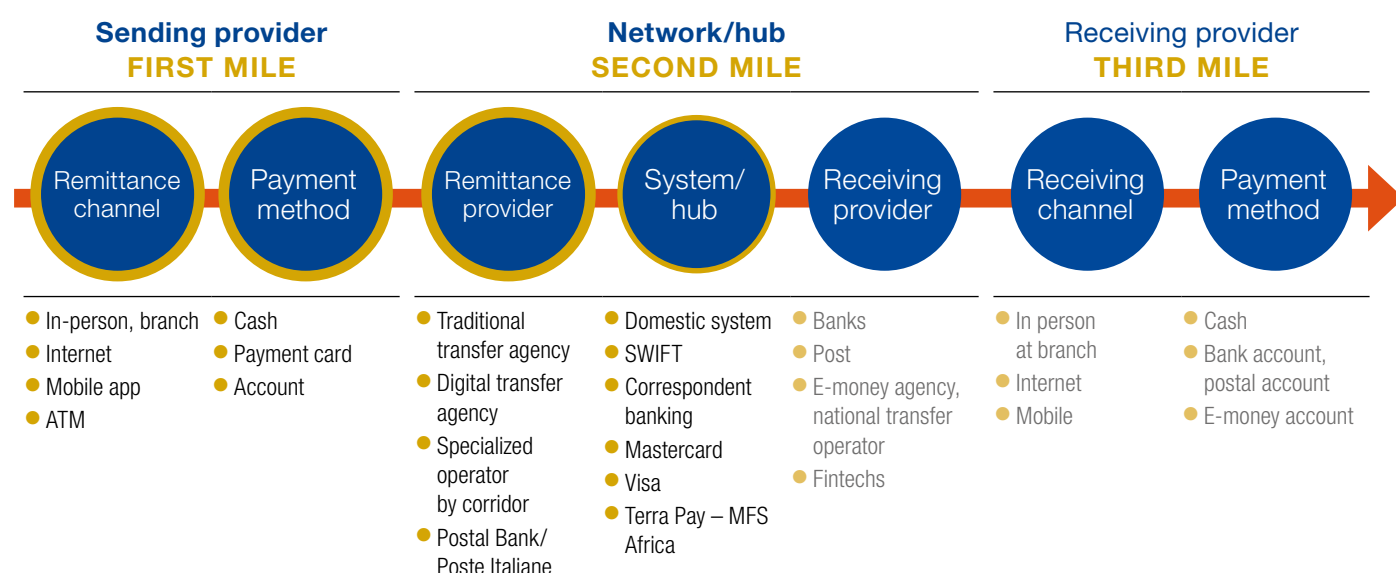 Sending provider
FIRST MILE
Network/hub
SECOND MILE
Receiving provider
THIRD MILE
Remittance
channel
Payment
method
Remittance
provider
System/
hub
Receiving
provider
Receiving
channel
Payment
method
In-person, branch
Internet
Mobile app
ATM
Cash
Payment card
Account
Traditional
transfer agency
Digital transfer
agency
Specialized
operator
by corridor
Postal Bank/
Poste Italiane
Domestic system
SWIFT
Correspondent
banking
Mastercard
Visa
Terra Pay – MFS
Africa
Banks
Post
E-money agency,
national transfer
operator
Fintechs
In person
at branch
Internet
Mobile
Cash
Bank account,
postal account
E-money account